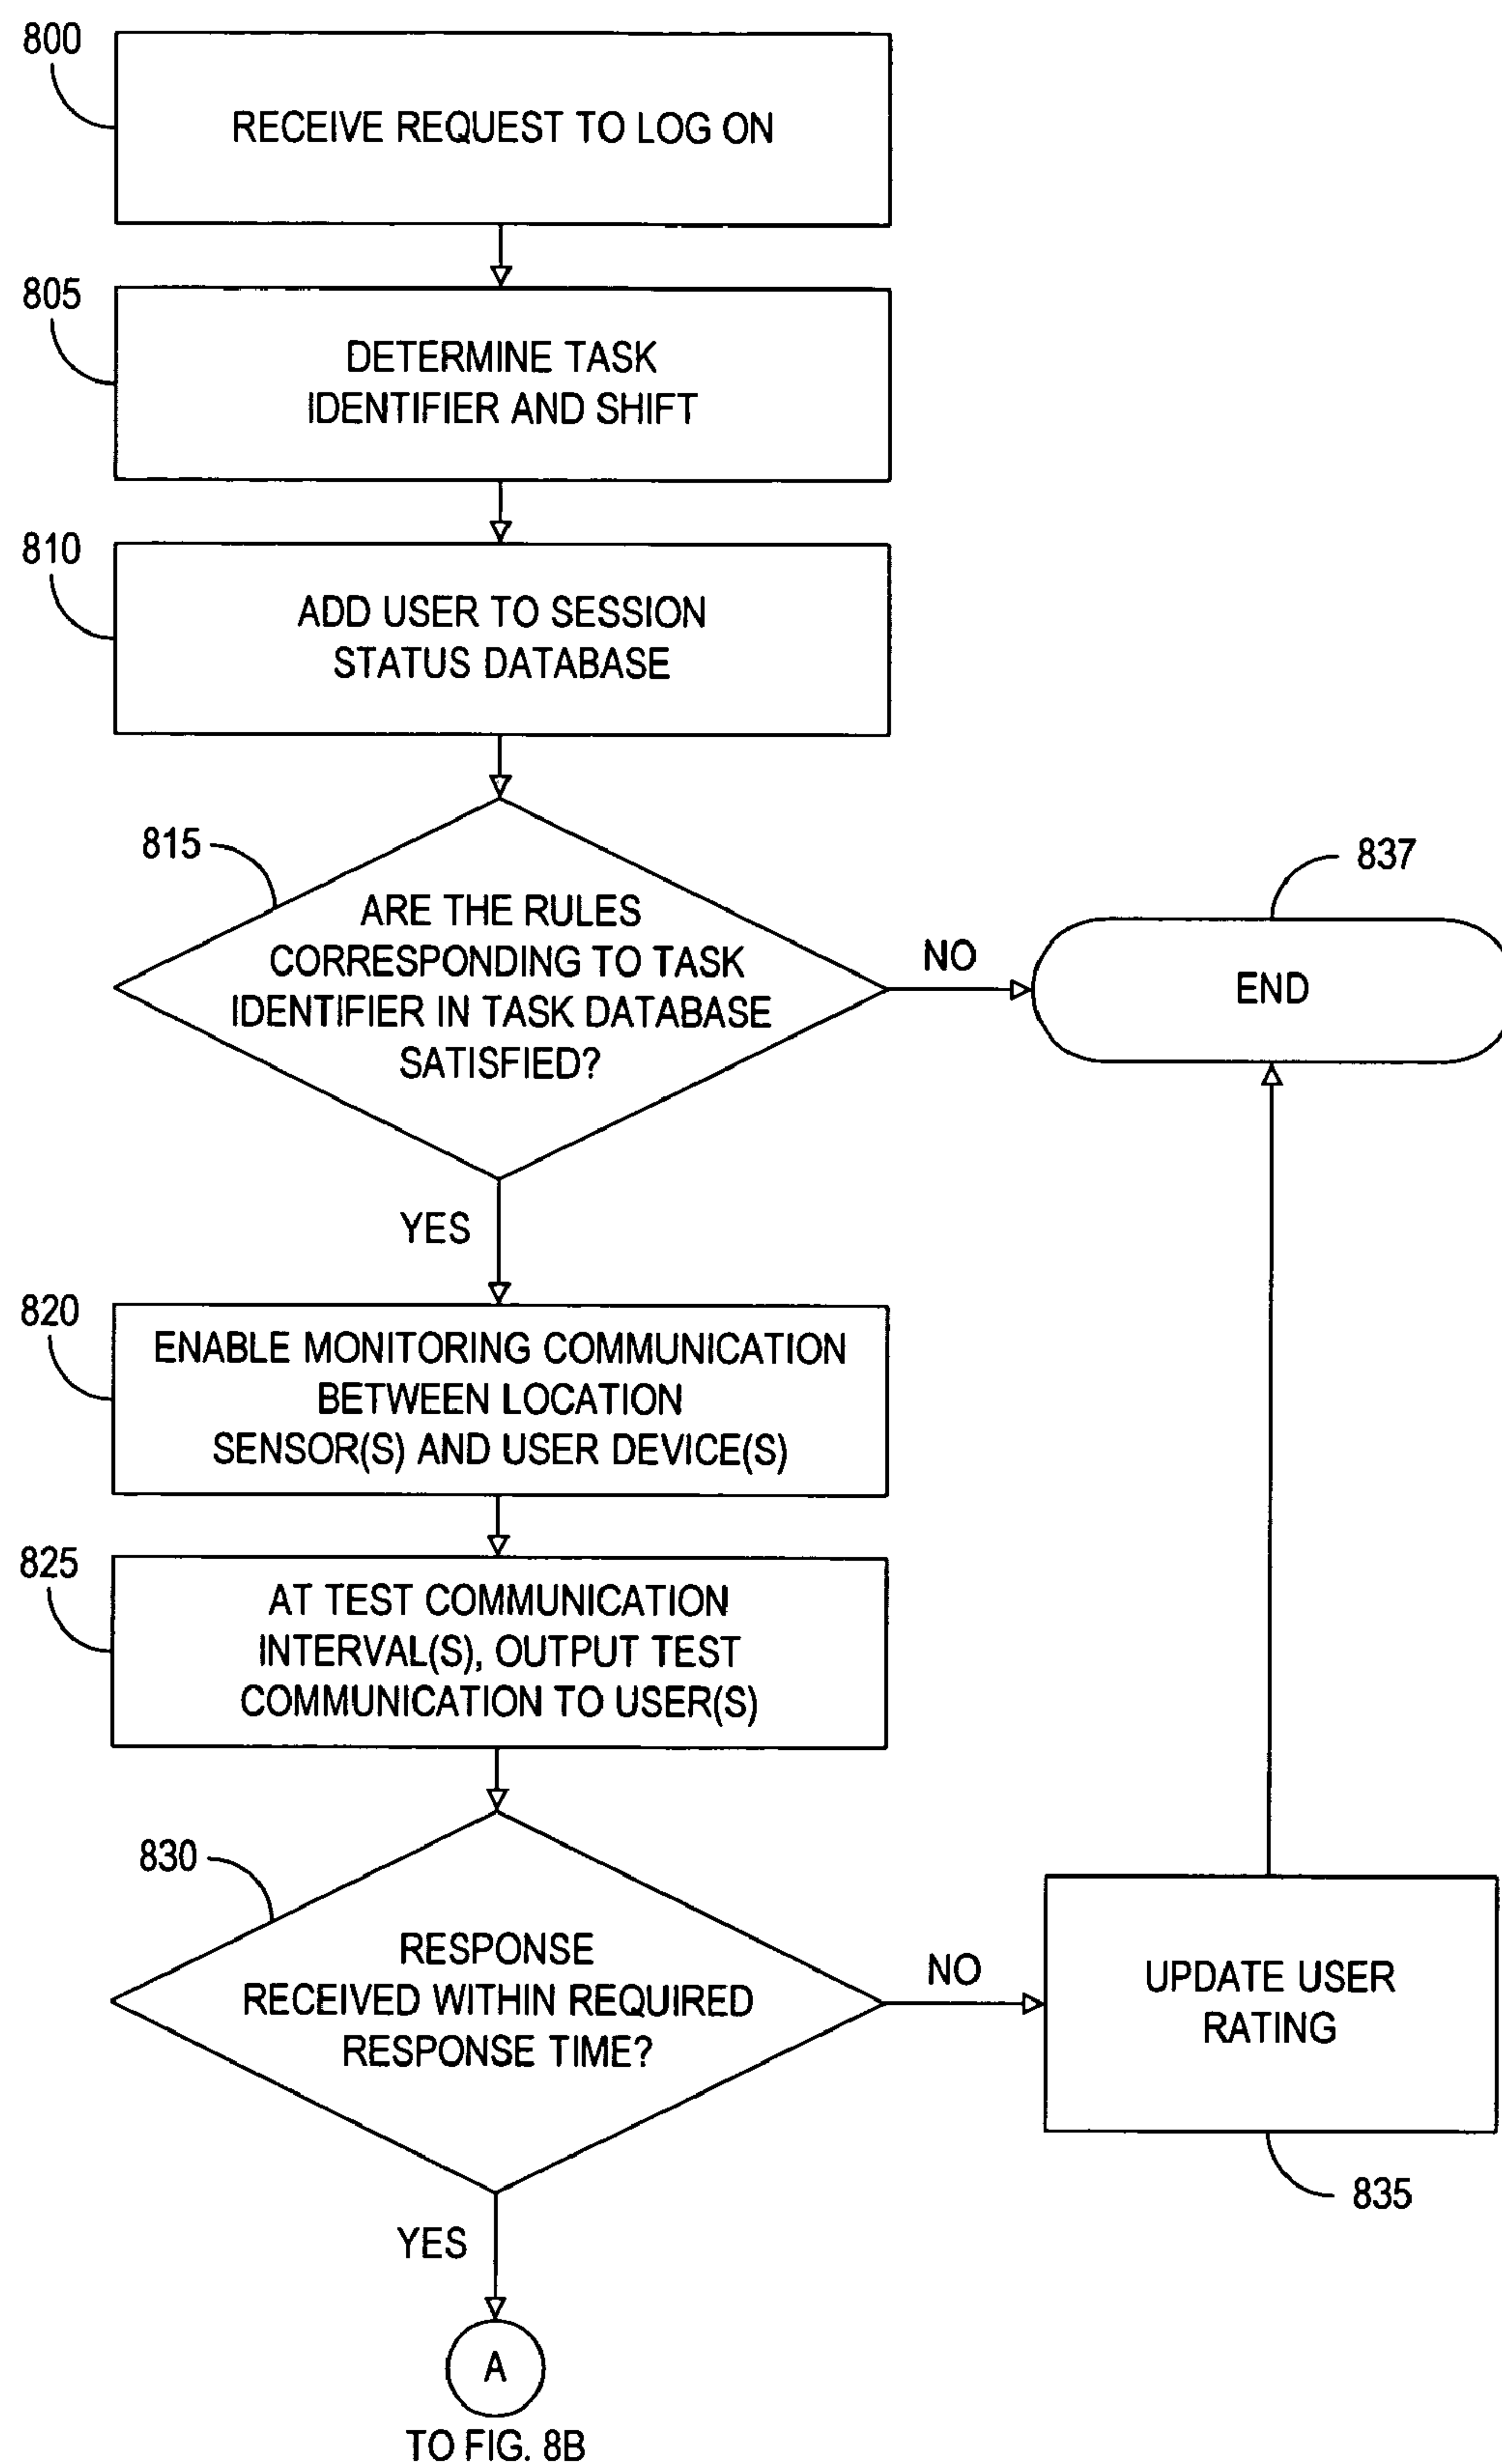 800
RECEIVE REQUEST TO LOG ON
805
DETERMINE TASK
IDENTIFIER AND SHIFT
810
ADD USER TO SESSION
STATUS DATABASE
815
ARE THE RULES
CORRESPONDING TO TASK
IDENTIFIER IN TASK DATABASE
SATISFIED?
NO
837
END
YES
820
ENABLE MONITORING COMMUNICATION
BETWEEN LOCATION
SENSOR(S) AND USER DEVICE(S)
825
AT TEST COMMUNICATION
INTERVAL(S), OUTPUT TEST
COMMUNICATION TO USER(S)
830
RESPONSE
RECEIVED WITHIN REQUIRED
RESPONSE TIME?
NO
UPDATE USER
RATING
835
YES
A
TO FIG. 8B